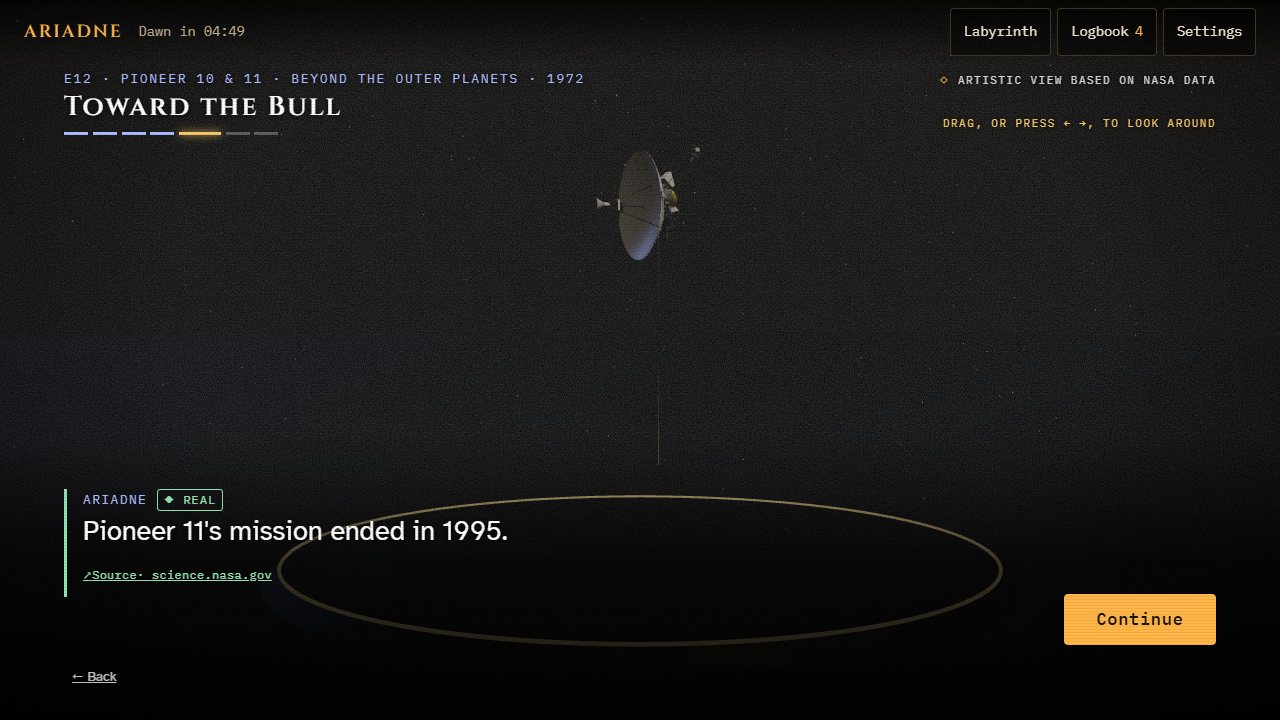 ARIADNE Dawn in 04:49 Labyrinth Logbook 4 Settings
E12 · PIONEER 10 & 11 · BEYOND THE OUTER PLANETS · 1972
Toward the Bull
◇ ARTISTIC VIEW BASED ON NASA DATA
DRAG, OR PRESS ← →, TO LOOK AROUND
ARIADNE ◆ REAL
Pioneer 11's mission ended in 1995.
↗Source· science.nasa.gov
Continue
← Back